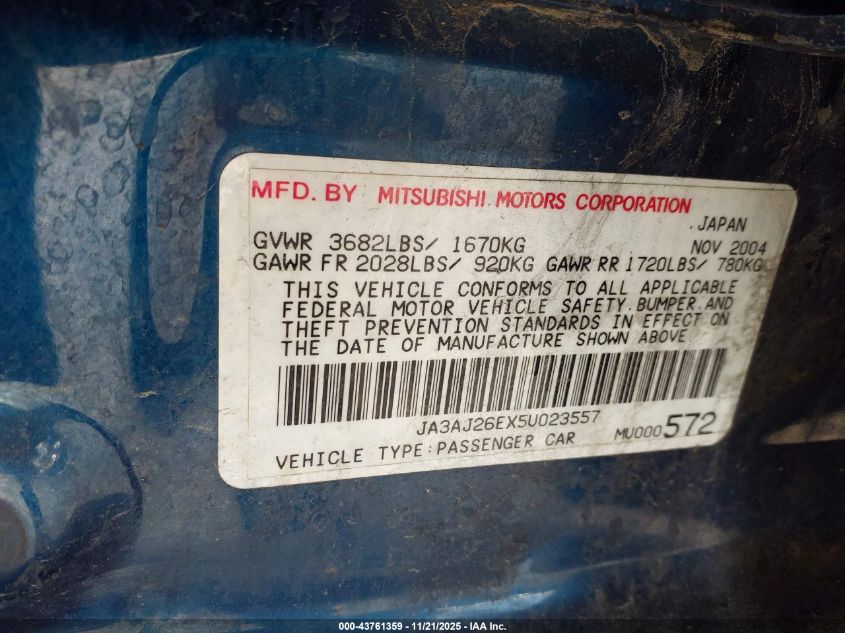 MFD. BY MITSUBISHI MOTORS CORPORATION
JAPAN
GVWR 3682LBS/ 1670KG NOV 2004
GAWR FR 2028LBS/ 920KG GAWR RR 1720LBS/ 780KG
THIS VEHICLE CONFORMS TO ALL APPLICABLE
FEDERAL MOTOR VEHICLE SAFETY, BUMPER AND
THEFT PREVENTION STANDARDS IN EFFECT ON
THE DATE OF MANUFACTURE SHOWN ABOVE
JA3AJ26EX5U023557
VEHICLE TYPE:PASSENGER CAR MU000572
000-43761359 - 11/21/2025 - IAA Inc.